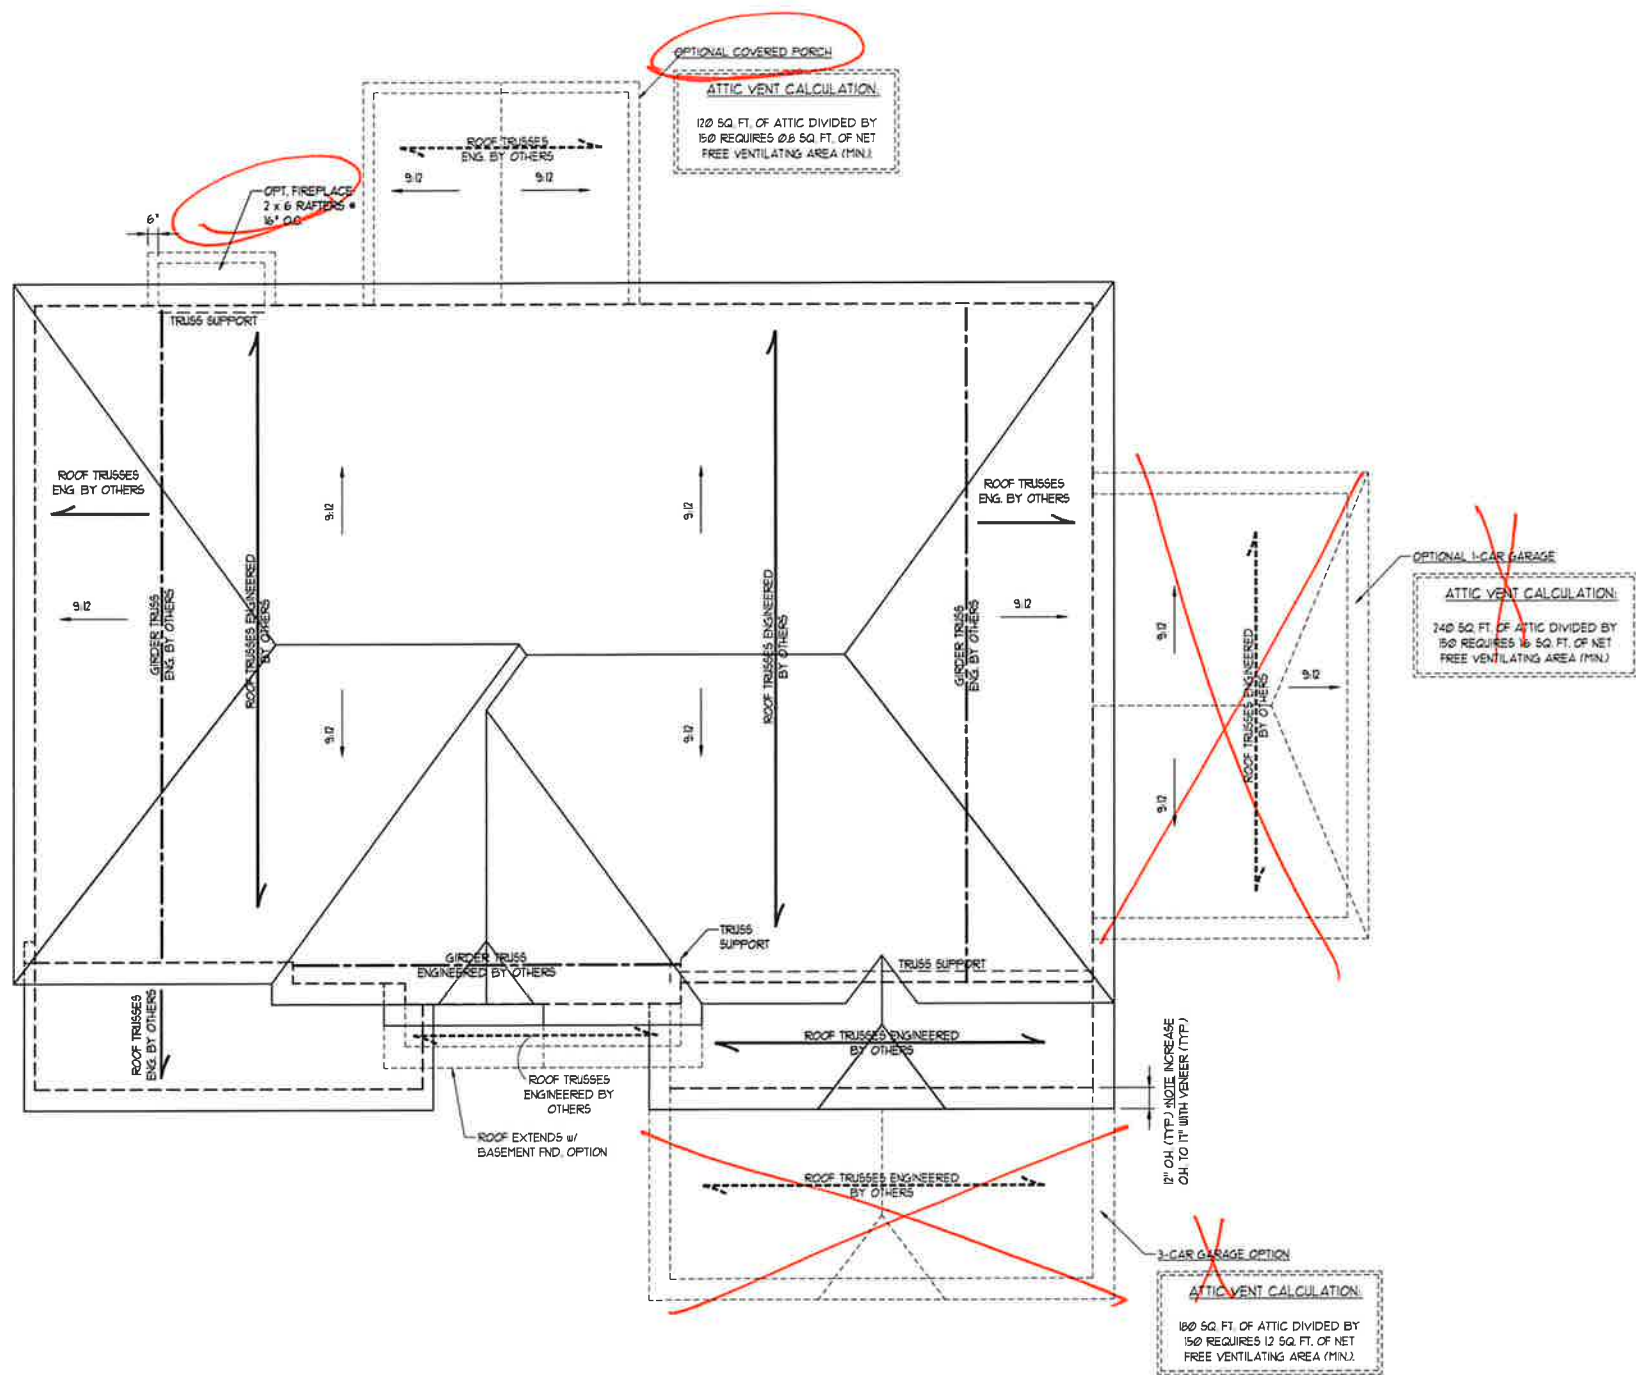 OPTIONAL COVERED PORCH
ATTIC VENT CALCULATION:
120 SQ. FT. OF ATTIC DIVIDED BY
150 REQUIRES 0.8 SQ. FT. OF NET
FREE VENTILATING AREA (MIN.).
ROOF TRUSSES
ENG. BY OTHERS
9:12
9:12
OPT. FIREPLACE
2 x 6 RAFTERS @
16" O.C.
6"
TRUSS SUPPORT
ROOF TRUSSES
ENG. BY OTHERS
9:12
GIRDER TRUSS
ENG. BY OTHERS
ROOF TRUSSES ENGINEERED
BY OTHERS
9:12
9:12
9:12
9:12
ROOF TRUSSES ENGINEERED
BY OTHERS
ROOF TRUSSES
ENG. BY OTHERS
9:12
GIRDER TRUSS
ENG. BY OTHERS
9:12
9:12
ROOF TRUSSES ENGINEERED
BY OTHERS
9:12
OPTIONAL 1-CAR GARAGE
ATTIC VENT CALCULATION:
240 SQ. FT. OF ATTIC DIVIDED BY
150 REQUIRES 1.6 SQ. FT. OF NET
FREE VENTILATING AREA (MIN.)
TRUSS
SUPPORT
GIRDER TRUSS
ENGINEERED BY OTHERS
TRUSS SUPPORT
ROOF TRUSSES
ENG. BY OTHERS
ROOF TRUSSES ENGINEERED
BY OTHERS
ROOF TRUSSES
ENGINEERED BY
OTHERS
ROOF EXTENDS w/
BASEMENT FND. OPTION
12" O.H. (TYP.) NOTE: INCREASE
O.H. TO 17" WITH VENEER (TYP.)
ROOF TRUSSES ENGINEERED
BY OTHERS
3-CAR GARAGE OPTION
ATTIC VENT CALCULATION:
180 SQ. FT. OF ATTIC DIVIDED BY
150 REQUIRES 1.2 SQ. FT. OF NET
FREE VENTILATING AREA (MIN.).